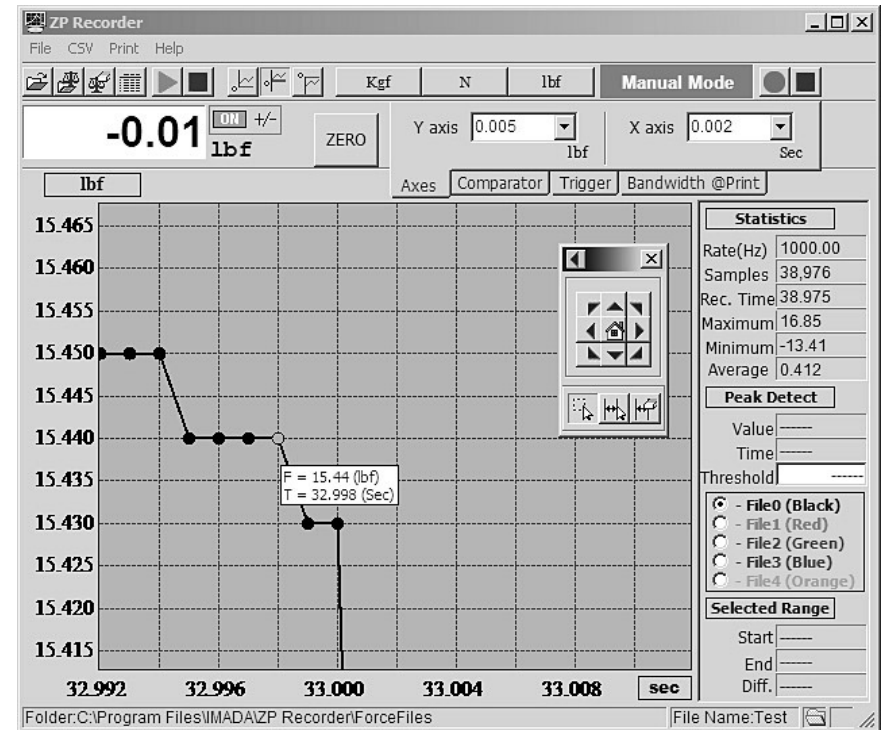 ZP Recorder
File CSV Print Help
Kgf N lbf Manual Mode
-0.01 ON +/- lbf ZERO
Y axis 0.005 lbf
X axis 0.002 Sec
Axes Comparator Trigger Bandwidth @Print
lbf
15.465
15.460
15.455
15.450
15.445
15.440
15.435
15.430
15.425
15.420
15.415
F = 15.44 (lbf)
T = 32.998 (Sec)
32.992 32.996 33.000 33.004 33.008 sec
Statistics
Rate(Hz) 1000.00
Samples 38,976
Rec. Time 38.975
Maximum 16.85
Minimum -13.41
Average 0.412
Peak Detect
Value ------
Time ------
Threshold ------
- File0 (Black)
- File1 (Red)
- File2 (Green)
- File3 (Blue)
- File4 (Orange)
Selected Range
Start ------
End ------
Diff. ------
Folder:C:\Program Files\IMADA\ZP Recorder\ForceFiles File Name:Test